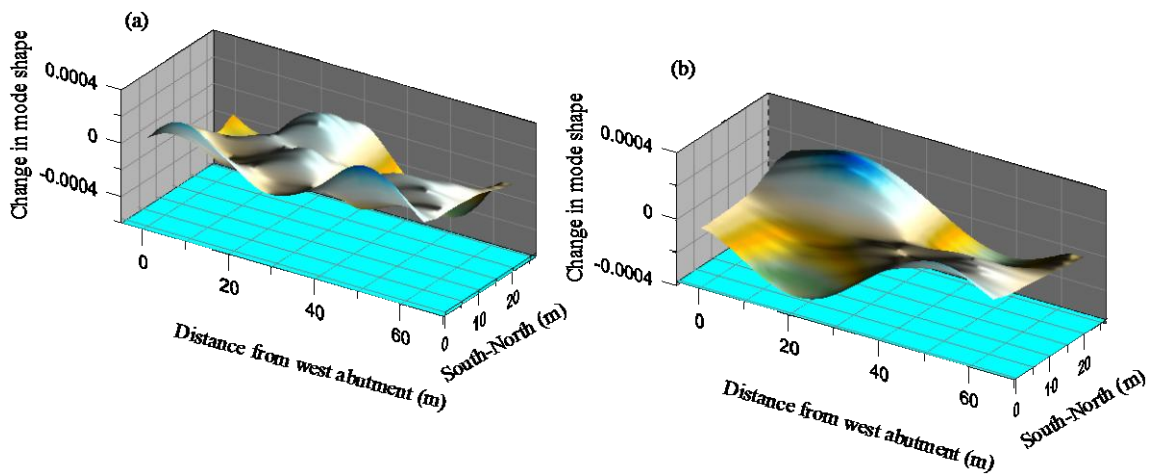 (a)
Change in mode shape
0.0004
0
-0.0004
0
20
40
60
Distance from west abutment (m)
0
10
20
South-North (m)
(b)
Change in mode shape
0.0004
0
-0.0004
0
20
40
60
Distance from west abutment (m)
0
10
20
South-North (m)